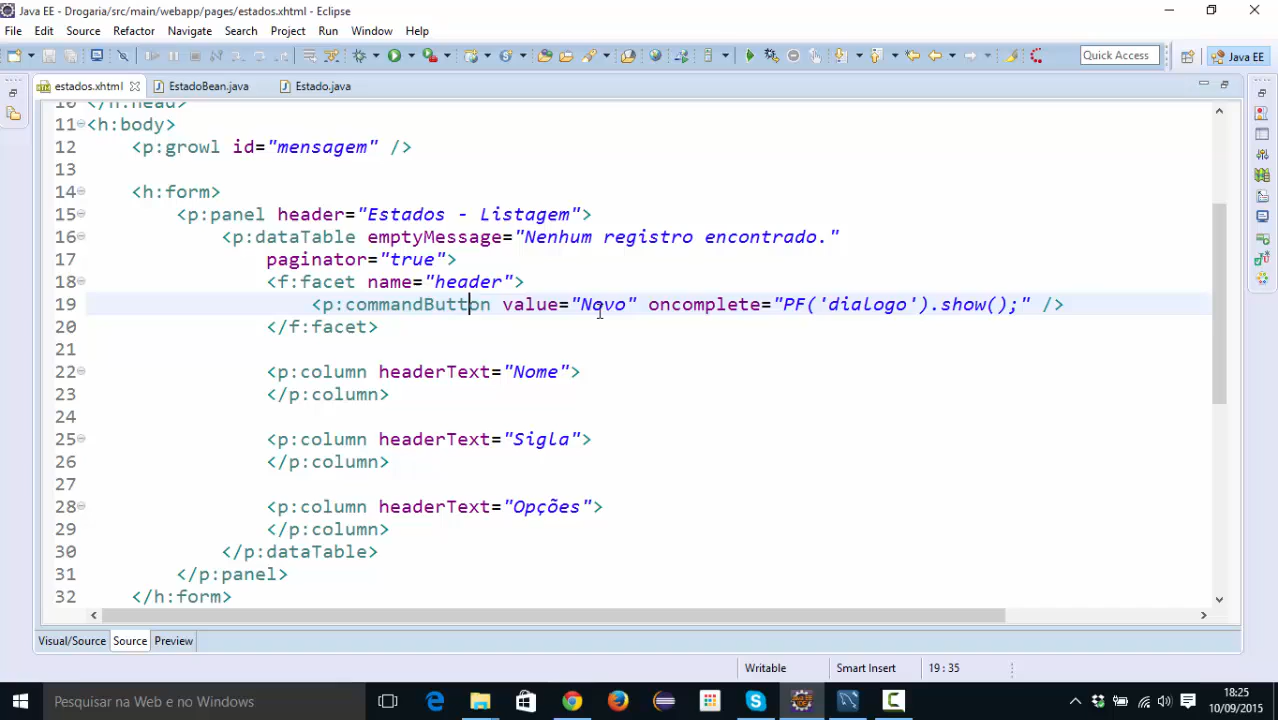 Java EE - Drogaria/src/main/webapp/pages/estados.xhtml - Eclipse
File Edit Source Refactor Navigate Search Project Run Window Help
Quick Access Java EE
estados.xhtml EstadoBean.java Estado.java
10 </h:head>
11 <h:body>
12 <p:growl id="mensagem" />
13
14 <h:form>
15 <p:panel header="Estados - Listagem">
16 <p:dataTable emptyMessage="Nenhum registro encontrado."
17 paginator="true">
18 <f:facet name="header">
19 <p:commandButton value="Novo" oncomplete="PF('dialogo').show();" />
20 </f:facet>
21
22 <p:column headerText="Nome">
23 </p:column>
24
25 <p:column headerText="Sigla">
26 </p:column>
27
28 <p:column headerText="Opções">
29 </p:column>
30 </p:dataTable>
31 </p:panel>
32 </h:form>
Visual/Source Source Preview
Writable Smart Insert 19 : 35
Pesquisar na Web e no Windows
18:25
10/09/2015